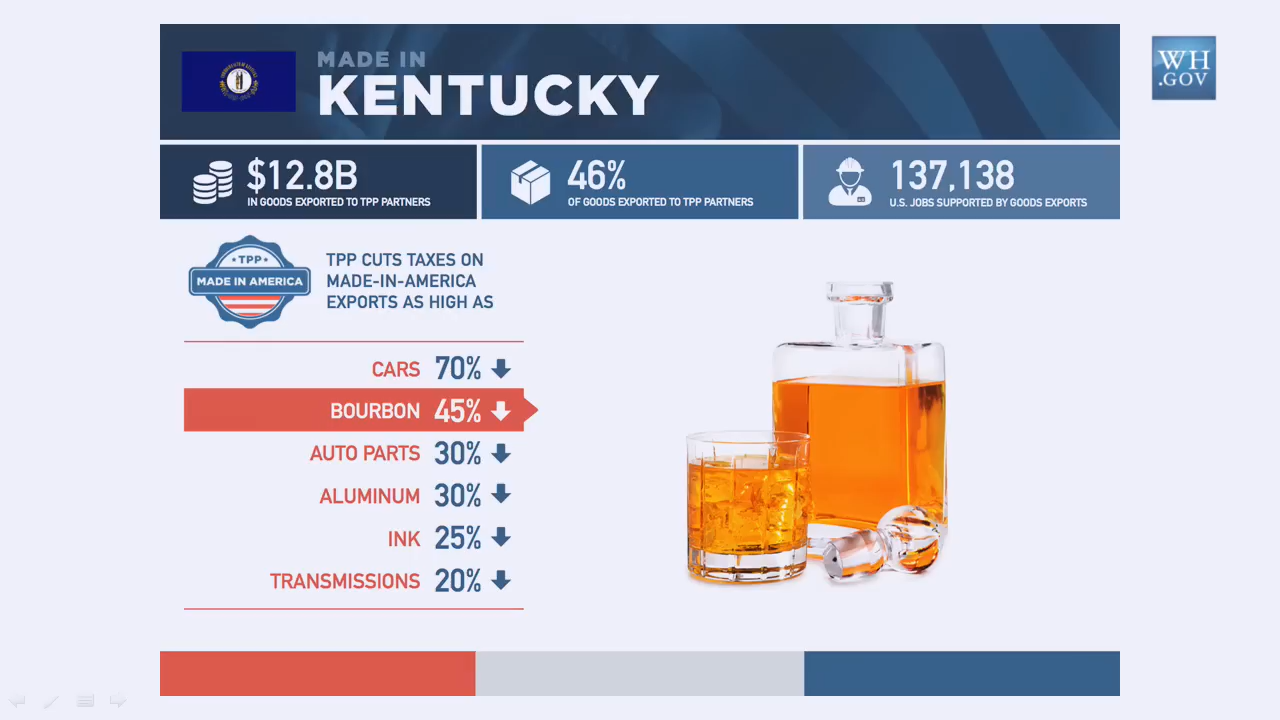 MADE IN
KENTUCKY
WH
.GOV
$12.8B
IN GOODS EXPORTED TO TPP PARTNERS
46%
OF GOODS EXPORTED TO TPP PARTNERS
137,138
U.S. JOBS SUPPORTED BY GOODS EXPORTS
TPP
MADE IN AMERICA
TPP CUTS TAXES ON
MADE-IN-AMERICA
EXPORTS AS HIGH AS
CARS 70%
BOURBON 45%
AUTO PARTS 30%
ALUMINUM 30%
INK 25%
TRANSMISSIONS 20%